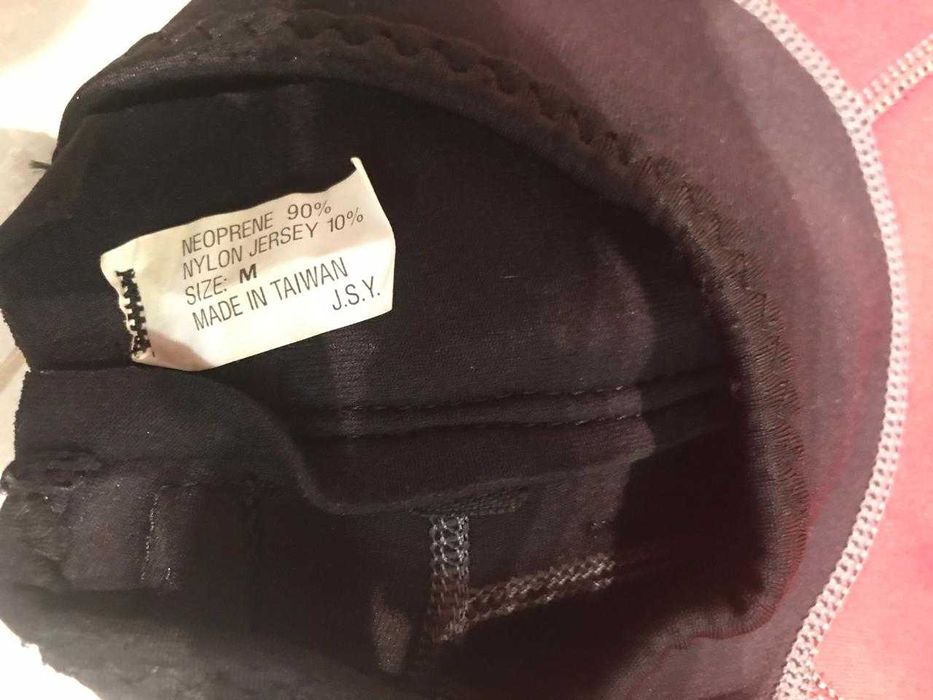 NEOPRENE 90%
NYLON JERSEY 10%
SIZE: M
MADE IN TAIWAN
J.S.Y.